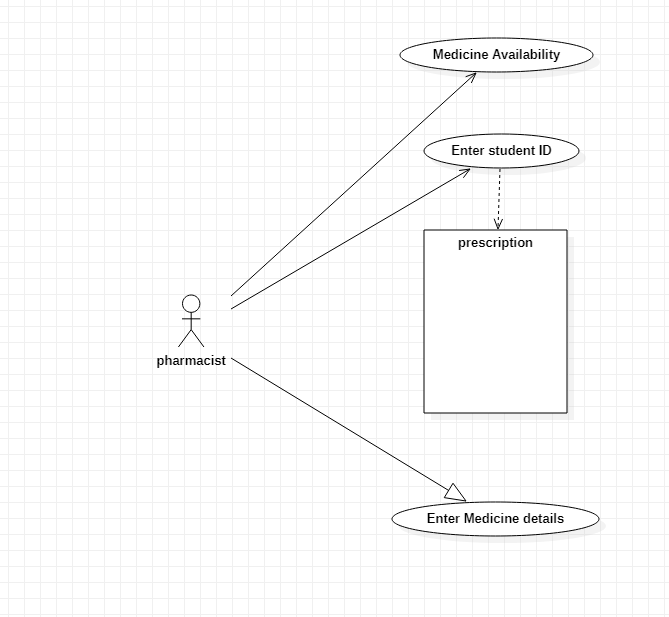 Medicine Availability
Enter student ID
prescription
pharmacist
Enter Medicine details